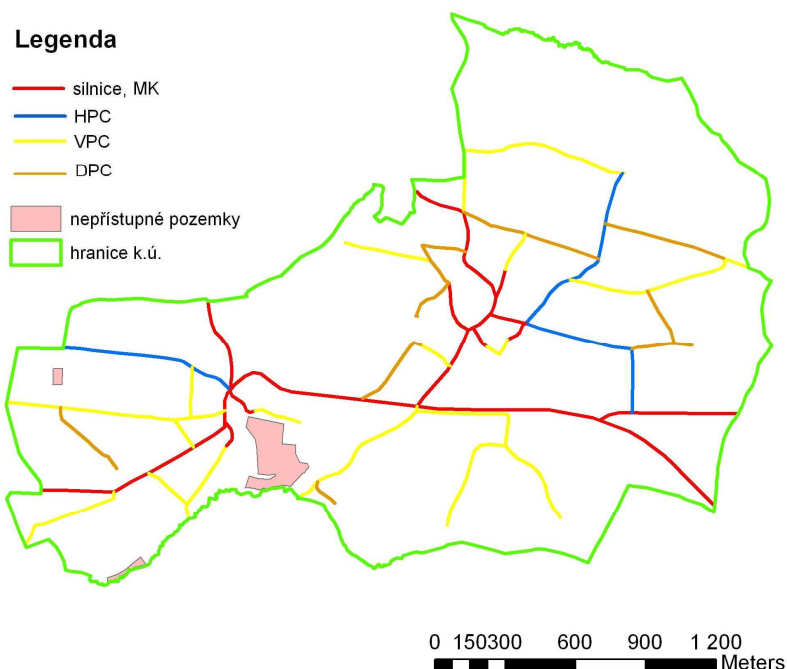 Legenda
silnice, MK
HPC
VPC
DPC
nepřístupné pozemky
hranice k.ú.
0 150300 600 900 1 200
Meters